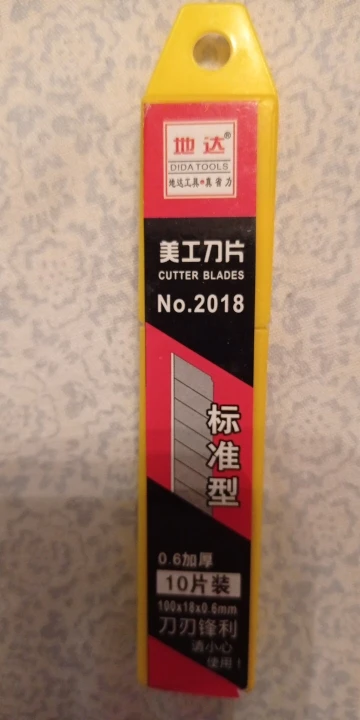 地达®
DIDA TOOLS
地达工具 真省力
美工刀片
CUTTER BLADES
No.2018
标准型
0.6加厚
10片装
100x18x0.6mm
刀刃锋利
请小心
使用！